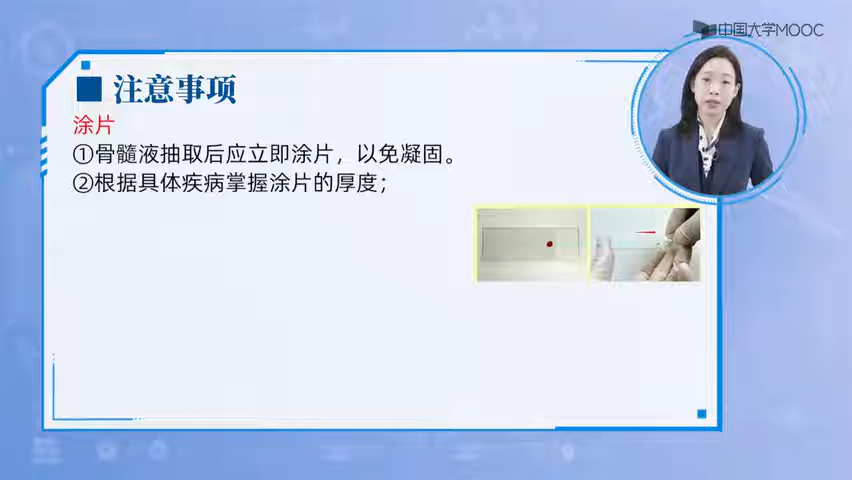 中国大学MOOC
注意事项
涂片
①骨髓液抽取后应立即涂片，以免凝固。
②根据具体疾病掌握涂片的厚度；